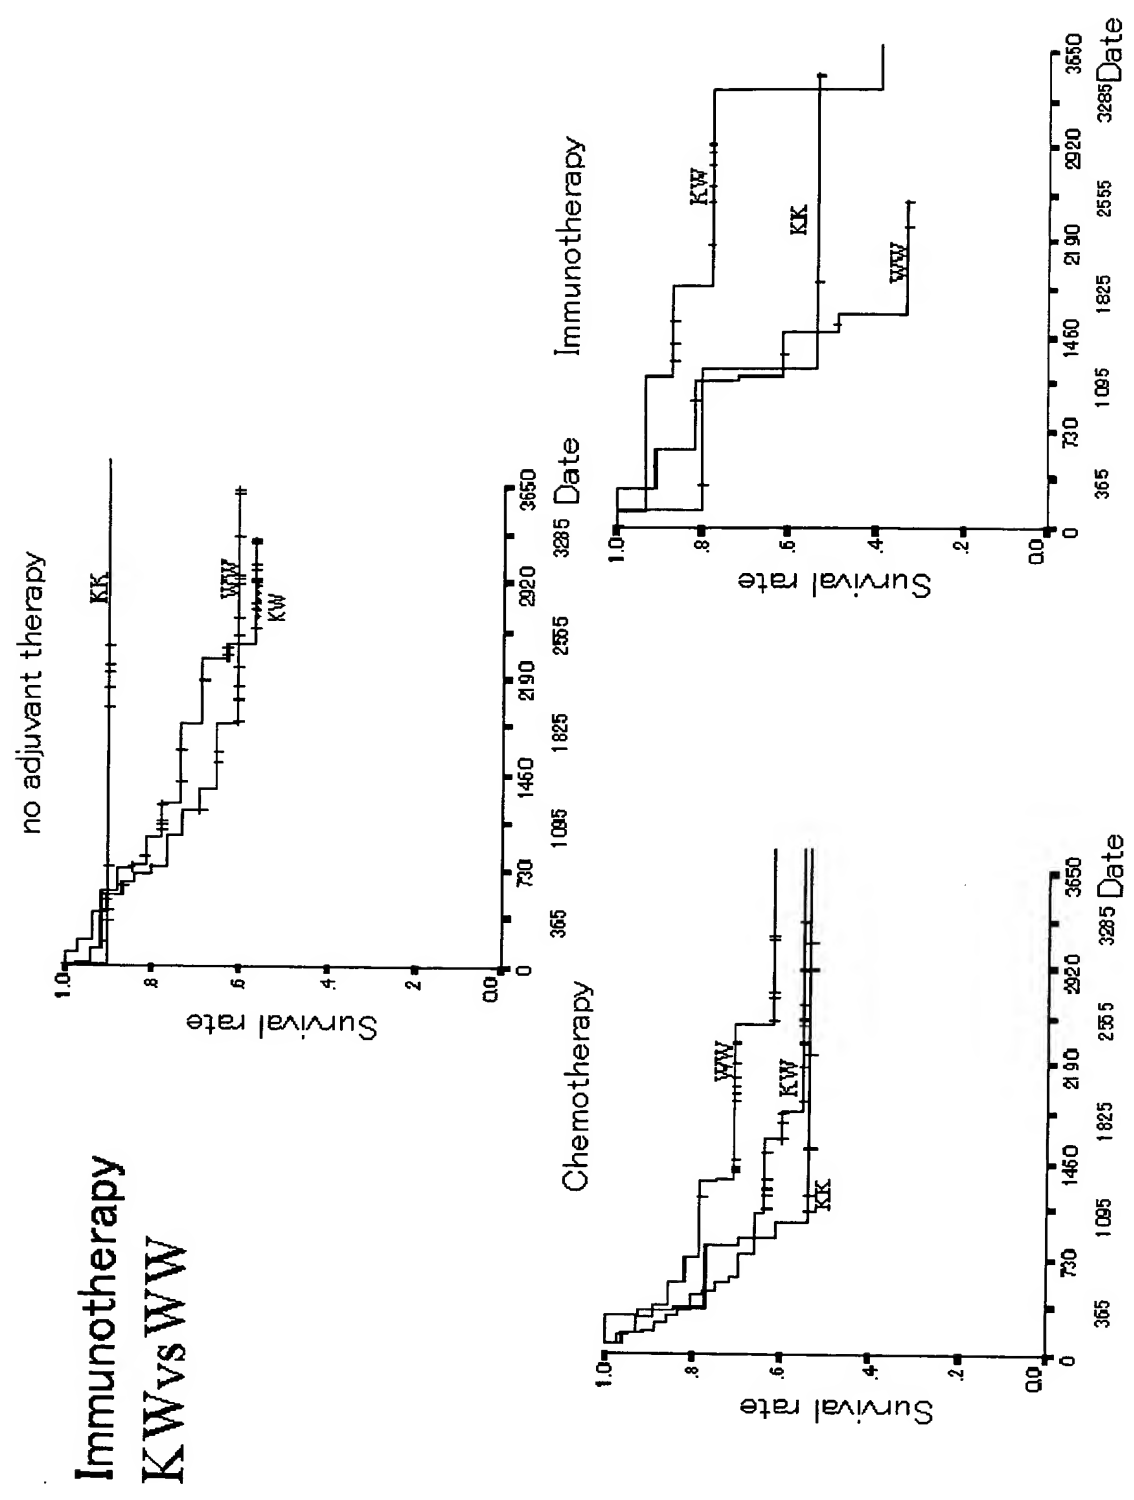 Immunotherapy
KW vs WW
no adjuvant therapy
Survival rate
1.0
.8
.6
.4
.2
0.0
KK
WW
KW
0
365
730
1095
1460
1825
2190
2555
2920
3285
3650
Date
Chemotherapy
Survival rate
1.0
.8
.6
.4
.2
0.0
WW
KW
KK
0
365
730
1095
1460
1825
2190
2555
2920
3285
3650
Date
Immunotherapy
Survival rate
1.0
.8
.6
.4
.2
0.0
KW
KK
WW
0
365
730
1095
1460
1825
2190
2555
2920
3285
3650
Date